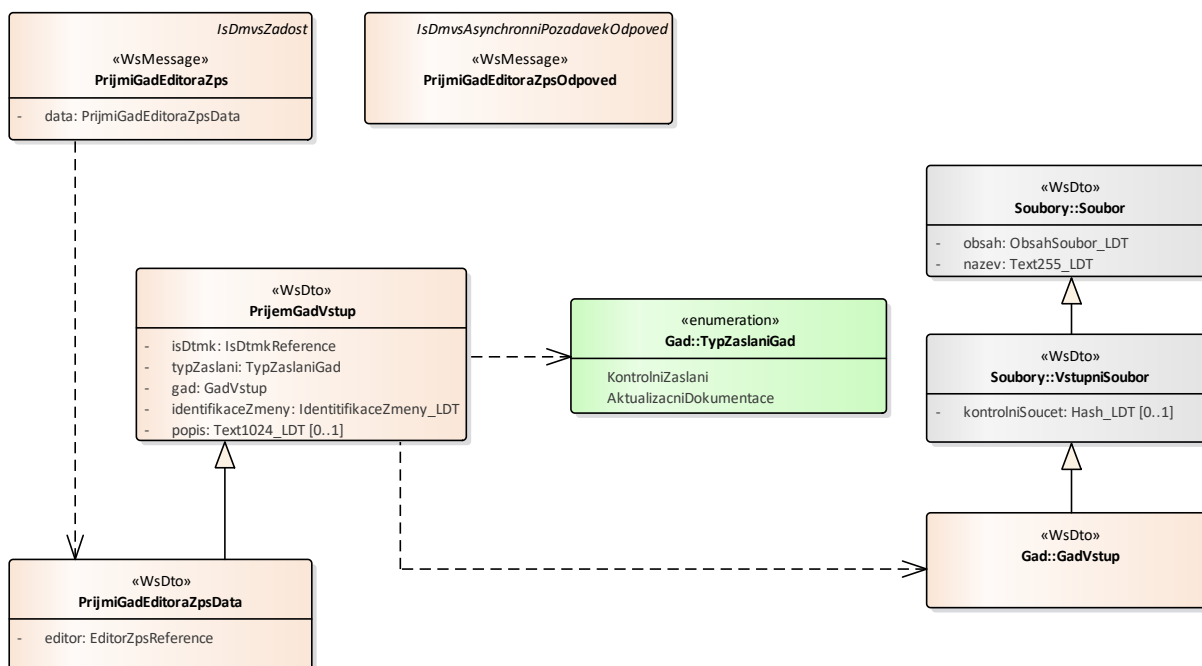 IsDmvsZadost
«WsMessage»
PrijmiGadEditoraZps
- data: PrijmiGadEditoraZpsData
IsDmvsAsynchronniPozadavekOdpoved
«WsMessage»
PrijmiGadEditoraZpsOdpoved
«WsDto»
Soubory::Soubor
- obsah: ObsahSoubor_LDT
- nazev: Text255_LDT
«WsDto»
PrijemGadVstup
- isDtmk: IsDtmkReference
- typZaslani: TypZaslaniGad
- gad: GadVstup
- identifikaceZmeny: IdentitifikaceZmeny_LDT
- popis: Text1024_LDT [0..1]
«enumeration»
Gad::TypZaslaniGad
KontrolniZaslani
AktualizacniDokumentace
«WsDto»
Soubory::VstupniSoubor
- kontrolniSoucet: Hash_LDT [0..1]
«WsDto»
Gad::GadVstup
«WsDto»
PrijmiGadEditoraZpsData
- editor: EditorZpsReference